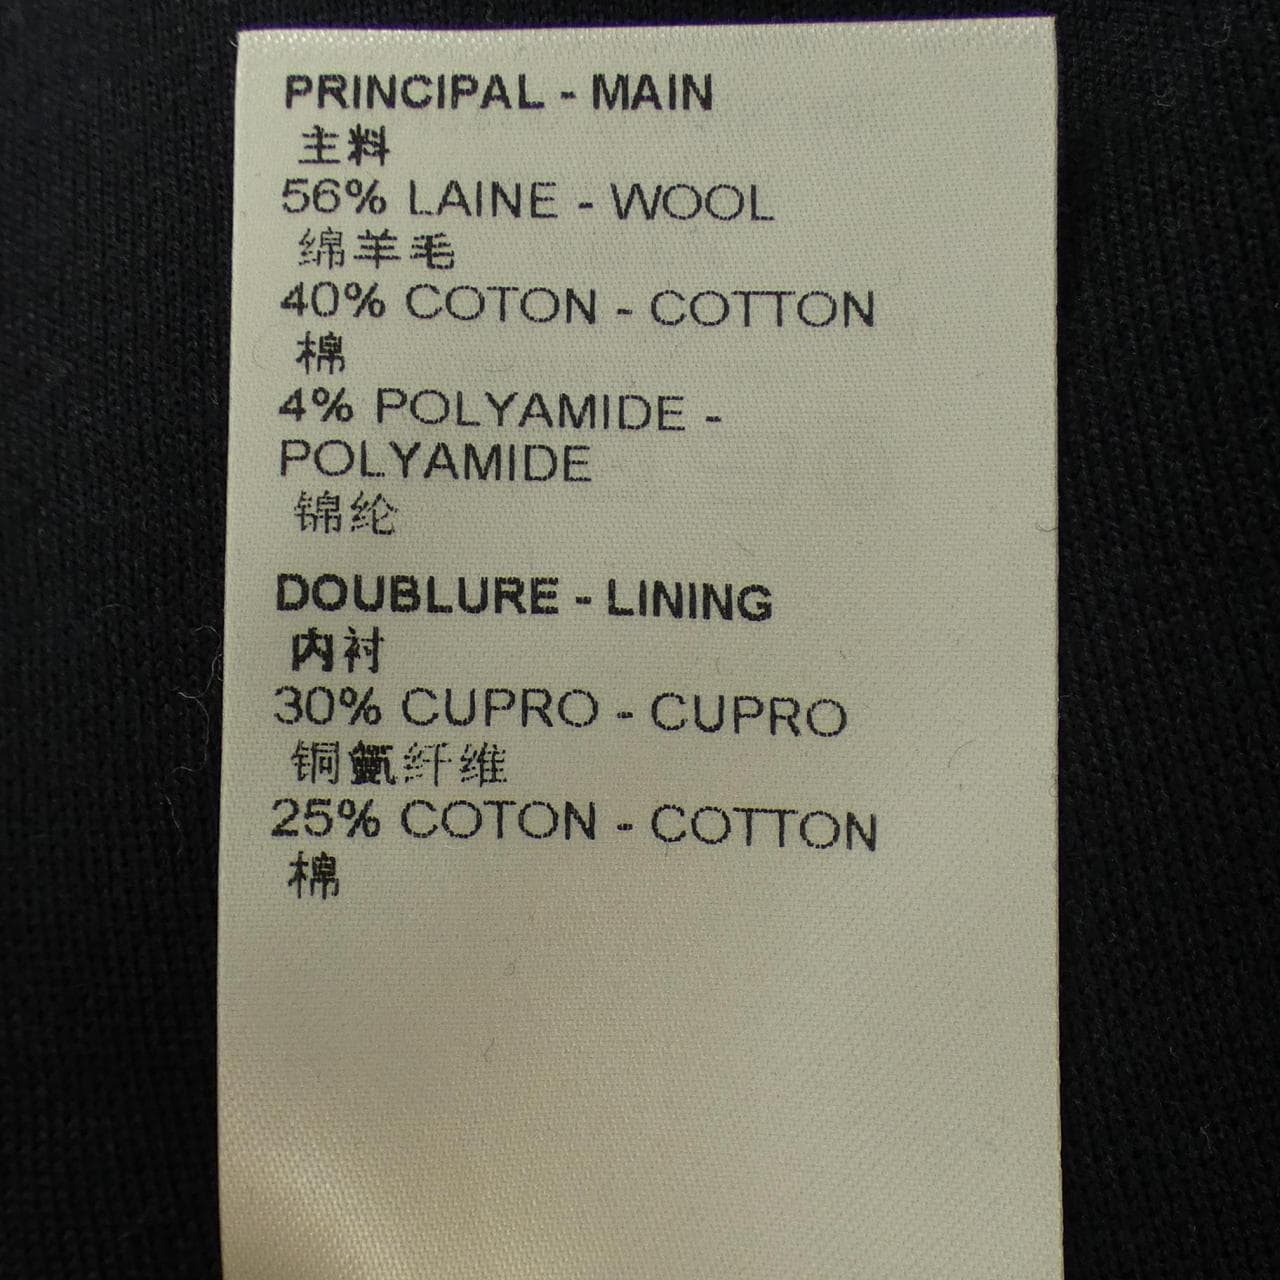 PRINCIPAL - MAIN
主料
56% LAINE - WOOL
绵羊毛
40% COTON - COTTON
棉
4% POLYAMIDE -
POLYAMIDE
锦纶
DOUBLURE - LINING
内衬
30% CUPRO - CUPRO
铜氨纤维
25% COTON - COTTON
棉